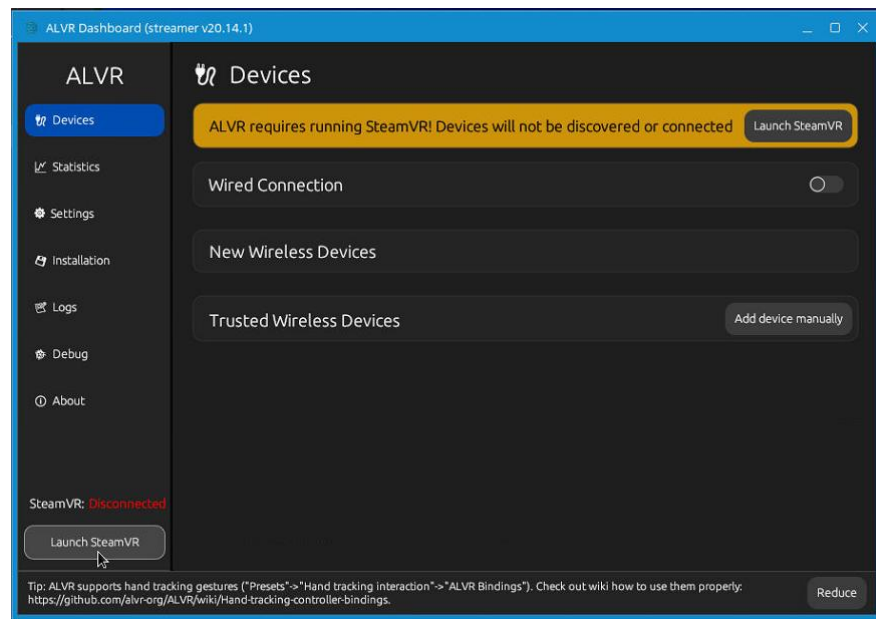 ALVR Dashboard (streamer v20.14.1)
ALVR
Devices
Statistics
Settings
Installation
Logs
Debug
About
SteamVR: Disconnected
Launch SteamVR
Devices
ALVR requires running SteamVR! Devices will not be discovered or connected
Launch SteamVR
Wired Connection
New Wireless Devices
Trusted Wireless Devices
Add device manually
Tip: ALVR supports hand tracking gestures ("Presets"->"Hand tracking interaction"->"ALVR Bindings"). Check out wiki how to use them properly:
https://github.com/alvr-org/ALVR/wiki/Hand-tracking-controller-bindings.
Reduce